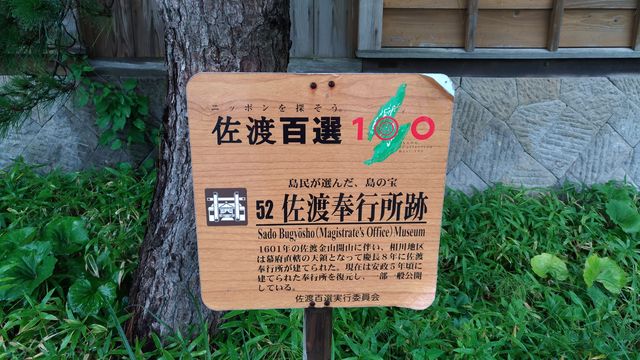 ニッポンを探そう。
佐渡百選 100
島民が選んだ、島の宝
52 佐渡奉行所跡
Sado Bugyōsho (Magistrate's Office) Museum
1601年の佐渡金山開山に伴い、相川地区
は幕府直轄の天領となって慶長8年に佐渡
奉行所が建てられた。現在は安政5年頃に
建てられた奉行所を復元し、一部一般公開
している。
佐渡百選実行委員会